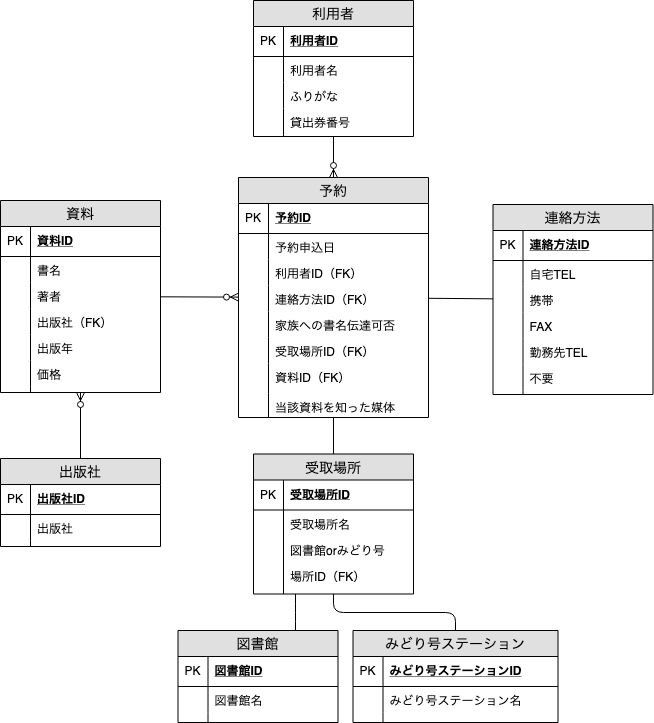 利用者
PK 利用者ID
利用者名
ふりがな
貸出券番号
予約
PK 予約ID
予約申込日
利用者ID（FK）
連絡方法ID（FK）
家族への書名伝達可否
受取場所ID（FK）
資料ID（FK）
当該資料を知った媒体
資料
PK 資料ID
書名
著者
出版社（FK）
出版年
価格
連絡方法
PK 連絡方法ID
自宅TEL
携帯
FAX
勤務先TEL
不要
出版社
PK 出版社ID
出版社
受取場所
PK 受取場所ID
受取場所名
図書館orみどり号
場所ID（FK）
図書館
PK 図書館ID
図書館名
みどり号ステーション
PK みどり号ステーションID
みどり号ステーション名